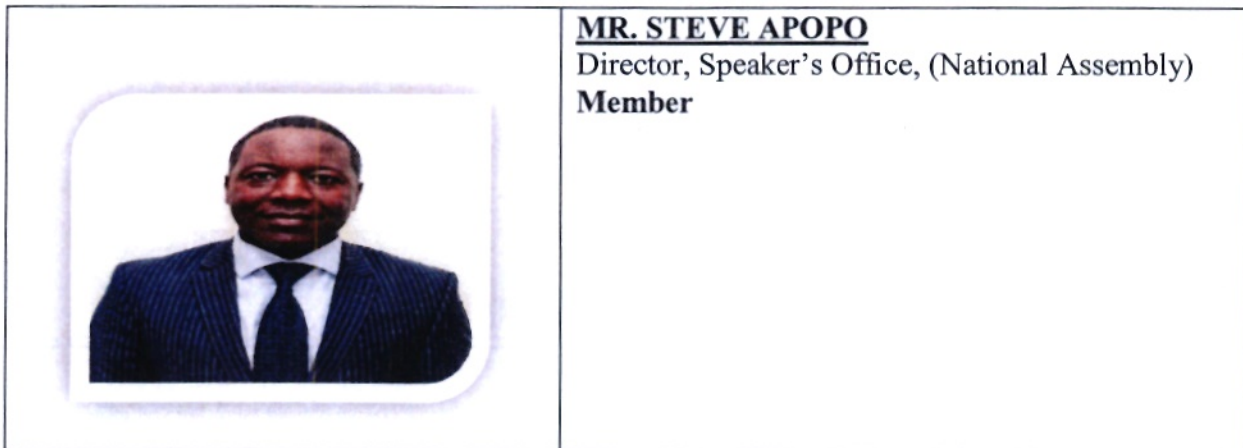 MR. STEVE APOPO
Director, Speaker's Office, (National Assembly)
Member